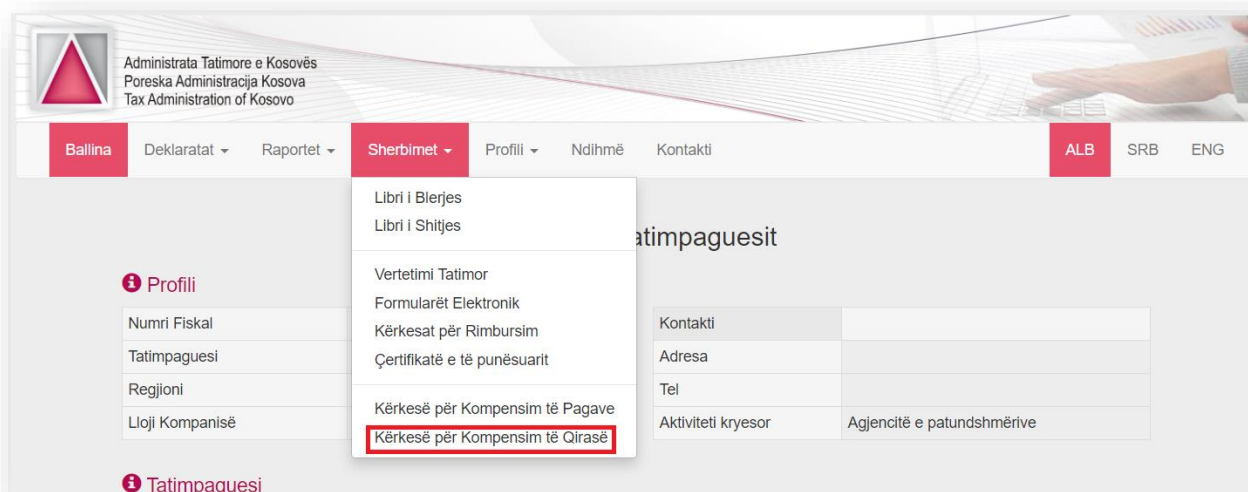 Administrata Tatimore e Kosovës
Poreska Administracija Kosova
Tax Administration of Kosovo
Ballina Deklaratat Raportet Sherbimet Profili Ndihmë Kontakti ALB SRB ENG
Libri i Blerjes
Libri i Shitjes
atimpaguesit
Vertetimi Tatimor
Formularët Elektronik
Kërkesat për Rimbursim
Çertifikatë e të punësuarit
Kërkesë për Kompensim të Pagave
Kërkesë për Kompensim të Qirasë
Profili
Numri Fiskal Kontakti
Tatimpaguesi Adresa
Regjioni Tel
Lloji Kompanisë Aktiviteti kryesor Agjencitë e patundshmërive
Tatimpaguesi